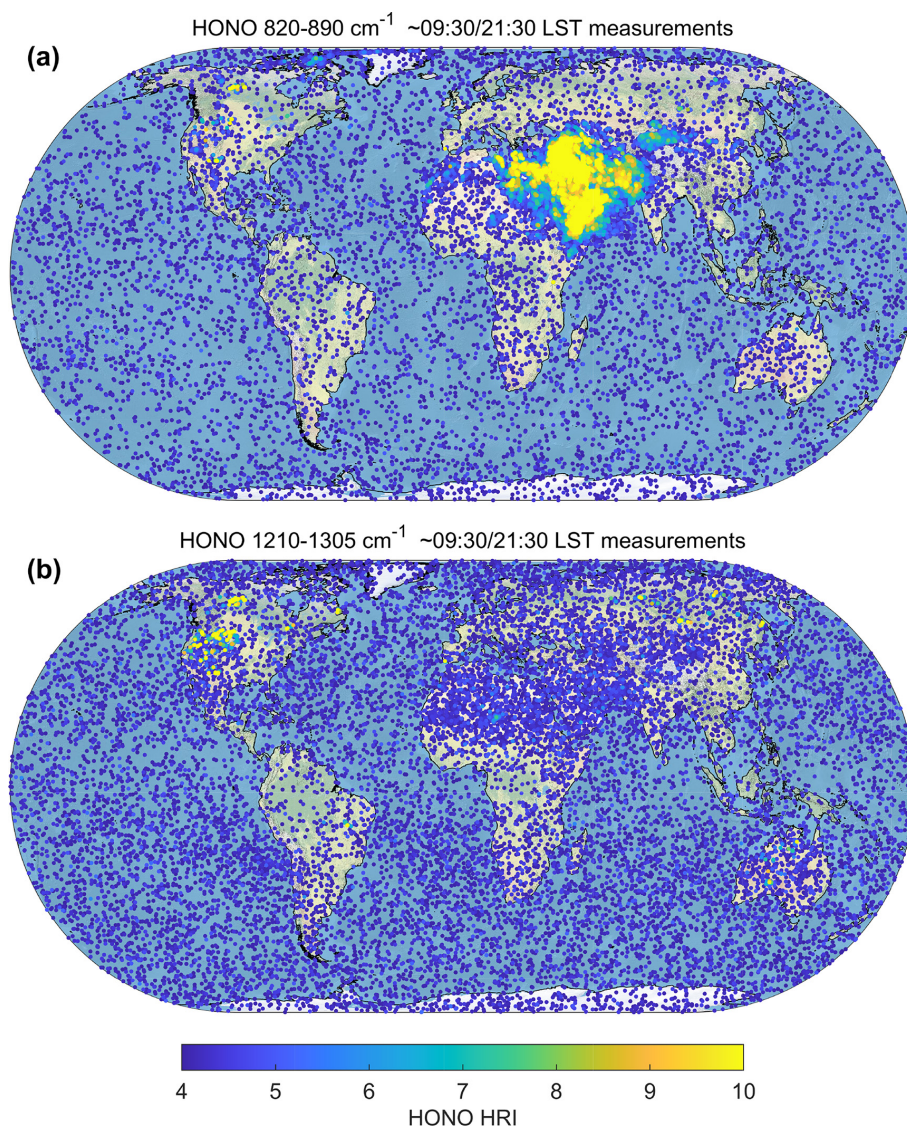 HONO 820-890 cm⁻¹ ~09:30/21:30 LST measurements
(a)
HONO 1210-1305 cm⁻¹ ~09:30/21:30 LST measurements
(b)
4 5 6 7 8 9 10
HONO HRI